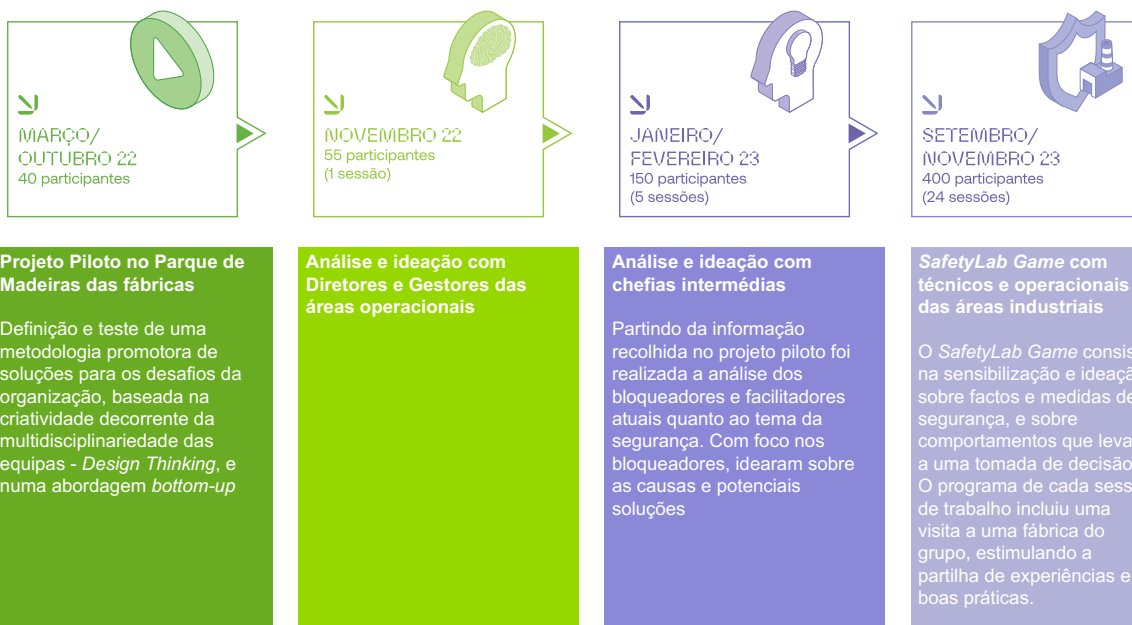 MARÇO/
OUTUBRO 22
40 participantes
NOVEMBRO 22
55 participantes
(1 sessão)
JANEIRO/
FEVEREIRO 23
150 participantes
(5 sessões)
SETEMBRO/
NOVEMBRO 23
400 participantes
(24 sessões)
Projeto Piloto no Parque de
Madeiras das fábricas
Definição e teste de uma
metodologia promotora de
soluções para os desafios da
organização, baseada na
criatividade decorrente da
multidisciplinariedade das
equipas - Design Thinking, e
numa abordagem bottom-up
Análise e ideação com
Diretores e Gestores das
áreas operacionais
Análise e ideação com
chefias intermédias
Partindo da informação
recolhida no projeto piloto foi
realizada a análise dos
bloqueadores e facilitadores
atuais quanto ao tema da
segurança. Com foco nos
bloqueadores, idearam sobre
as causas e potenciais
soluções
SafetyLab Game com
técnicos e operacionais
das áreas industriais
O SafetyLab Game
na sensibilização e
sobre factos e medidas
segurança, e sobre
comportamentos que
a uma tomada de decisão
O programa de cada
de trabalho incluiu uma
visita a uma fábrica do
grupo, estimulando a
partilha de experiências e
boas práticas.